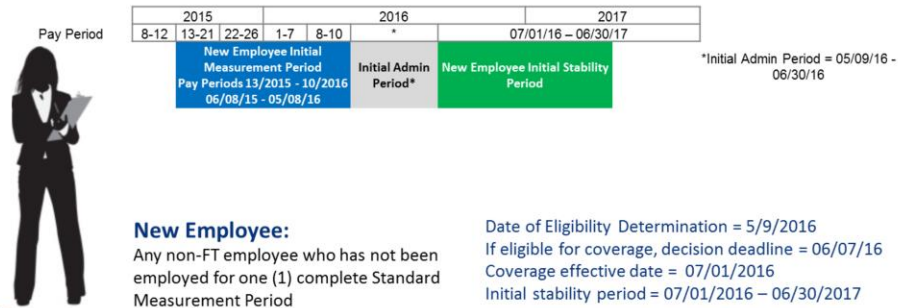 2015 2016 2017
Pay Period 8-12 13-21 22-26 1-7 8-10 * 07/01/16 – 06/30/17
New Employee Initial
Measurement Period
Pay Periods 13/2015 - 10/2016
06/08/15 - 05/08/16
Initial Admin
Period*
New Employee Initial Stability
Period
*Initial Admin Period = 05/09/16 -
06/30/16
New Employee:
Any non-FT employee who has not been
employed for one (1) complete Standard
Measurement Period
Date of Eligibility Determination = 5/9/2016
If eligible for coverage, decision deadline = 06/07/16
Coverage effective date = 07/01/2016
Initial stability period = 07/01/2016 – 06/30/2017